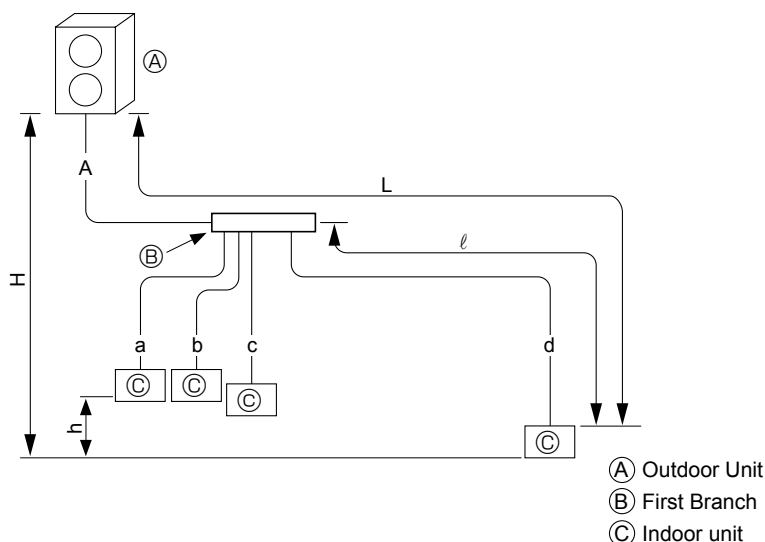 Ⓐ
A
L
Ⓑ
ℓ
H
a
b
c
d
Ⓒ
Ⓒ
Ⓒ
h
Ⓒ
Ⓐ Outdoor Unit
Ⓑ First Branch
Ⓒ Indoor unit